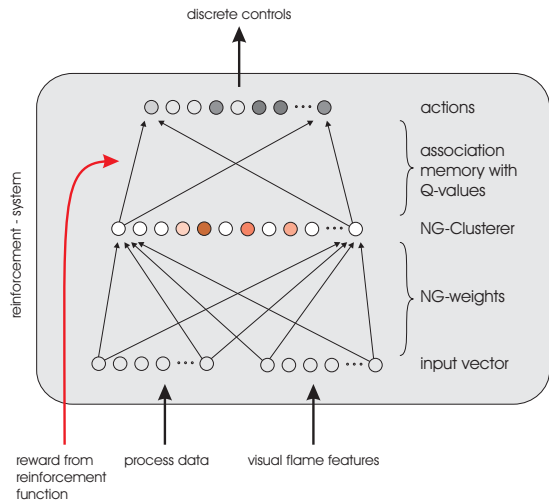 discrete controls
actions
association
memory with
Q-values
reinforcement - system
NG-Clusterer
NG-weights
input vector
reward from
reinforcement
function
process data
visual flame features